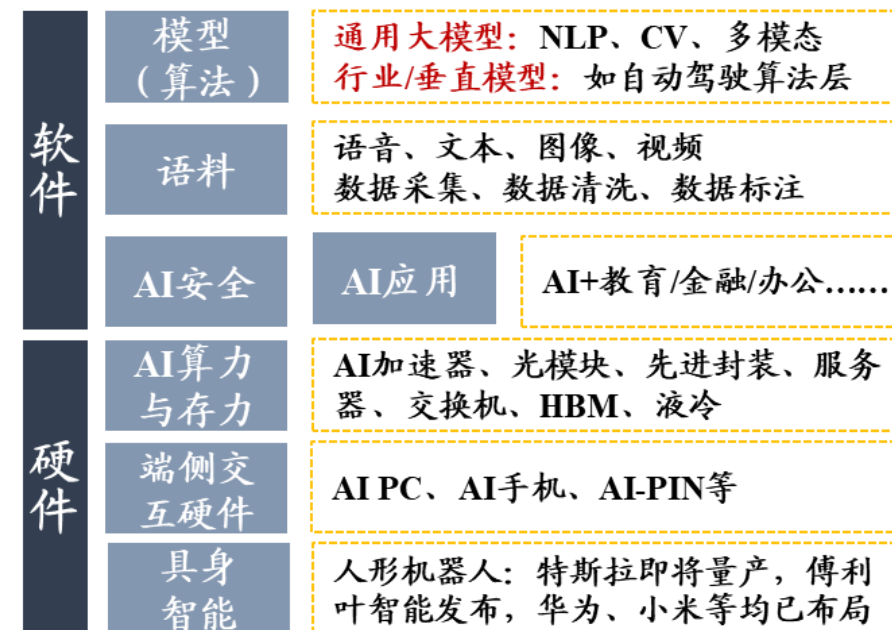 软件
模型
（算法）
通用大模型：NLP、CV、多模态
行业/垂直模型：如自动驾驶算法层
语料
语音、文本、图像、视频
数据采集、数据清洗、数据标注
AI安全
AI应用
AI+教育/金融/办公……
硬件
AI算力
与存力
AI加速器、光模块、先进封装、服务
器、交换机、HBM、液冷
端侧交
互硬件
AI PC、AI手机、AI-PIN等
具身
智能
人形机器人：特斯拉即将量产，傅利
叶智能发布，华为、小米等均已布局